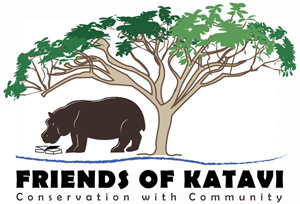 FRIENDS OF KATAVI
Conservation with Community